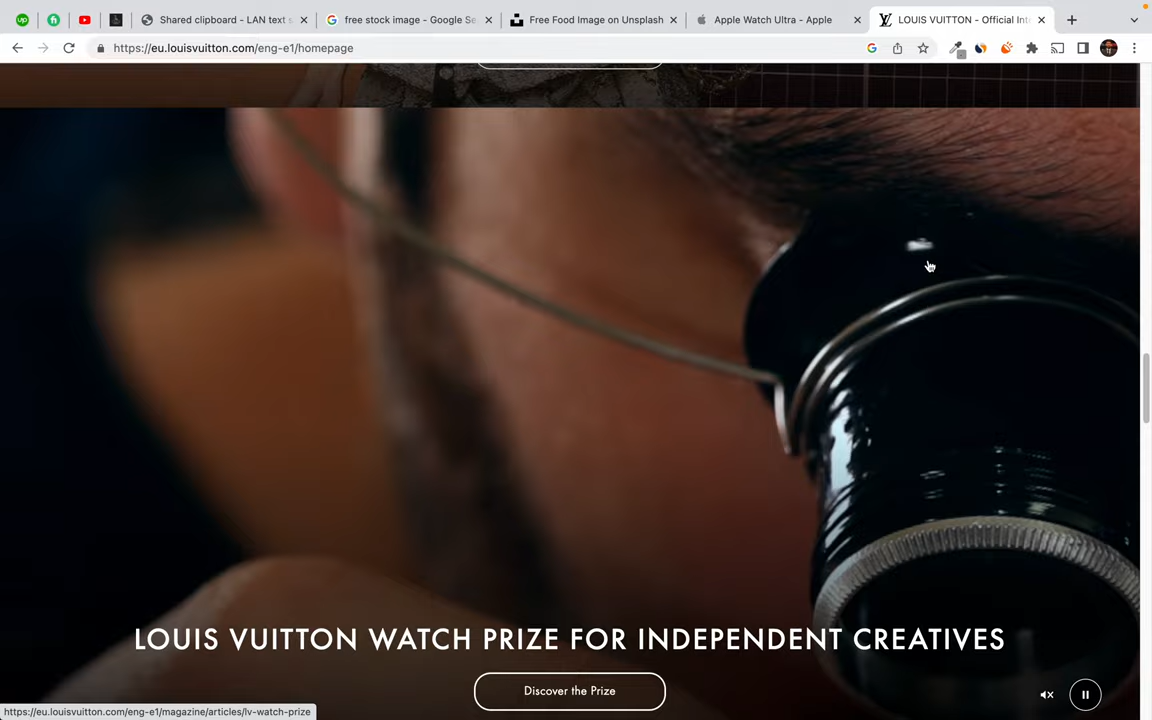 Shared clipboard - LAN text s
free stock image - Google Se
Free Food Image on Unsplash
Apple Watch Ultra - Apple
LOUIS VUITTON - Official Inte
https://eu.louisvuitton.com/eng-e1/homepage
LOUIS VUITTON WATCH PRIZE FOR INDEPENDENT CREATIVES
Discover the Prize
https://eu.louisvuitton.com/eng-e1/magazine/articles/lv-watch-prize